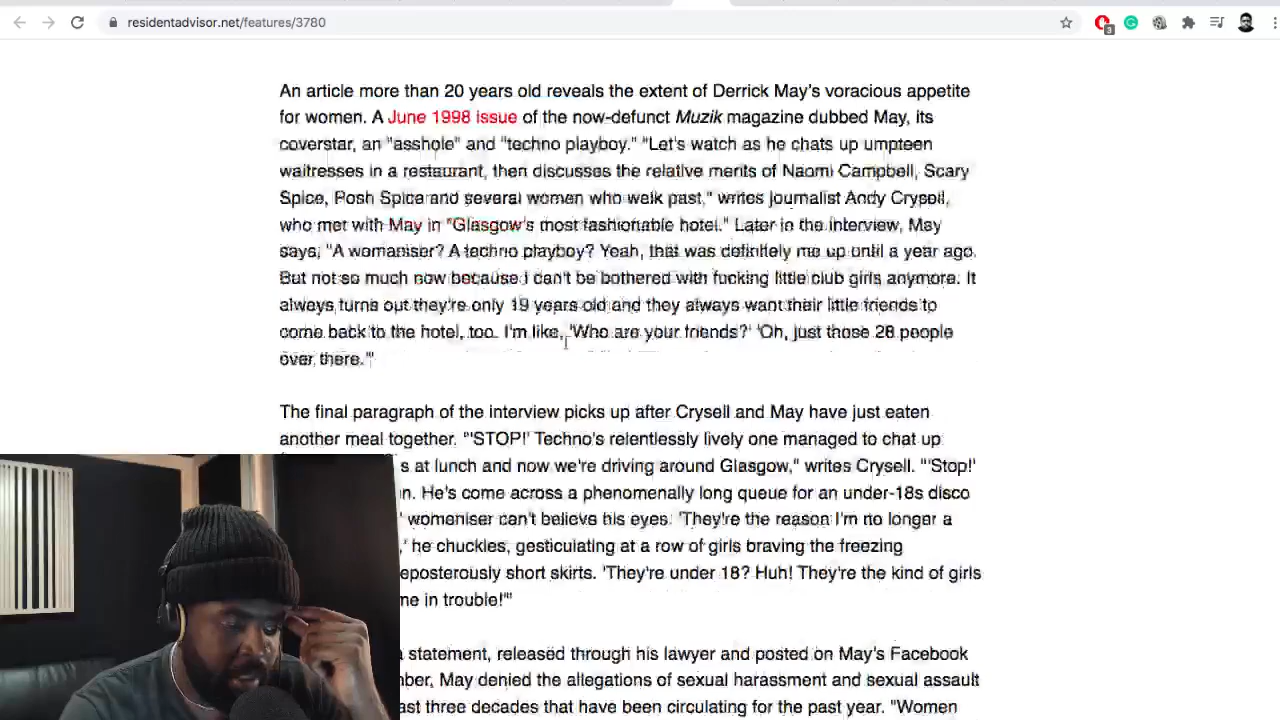 residentadvisor.net/features/3780
3
An article more than 20 years old reveals the extent of Derrick May's voracious appetite
for women. A June 1998 issue of the now-defunct Muzik magazine dubbed May, its
coverstar, an "asshole" and "techno playboy." "Let's watch as he chats up umpteen
waitresses in a restaurant, then discusses the relative merits of Naomi Campbell, Scary
Spice, Posh Spice and several women who walk past," writes journalist Andy Crysell,
who met with May in "Glasgow's most fashionable hotel." Later in the interview, May
says, "A womaniser? A techno playboy? Yeah, that was definitely me up until a year ago.
But not so much now because I can't be bothered with fucking little club girls anymore. It
always turns out they're only 19 years old and they always want their little friends to
come back to the hotel, too. I'm like, 'Who are your friends?' 'Oh, just those 28 people
over there.'"
The final paragraph of the interview picks up after Crysell and May have just eaten
another meal together. "'STOP!' Techno's relentlessly lively one managed to chat up
s at lunch and now we're driving around Glasgow," writes Crysell. "'Stop!'
n. He's come across a phenomenally long queue for an under-18s disco
' womeniser can't believe his eyes. 'They're the reason I'm no longer a
,' he chuckles, gesticulating at a row of girls braving the freezing
eposterously short skirts. 'They're under 18? Huh! They're the kind of girls
me in trouble!'"
a statement, released through his lawyer and posted on May's Facebook
mber, May denied the allegations of sexual harassment and sexual assault
ast three decades that have been circulating for the past year. "Women